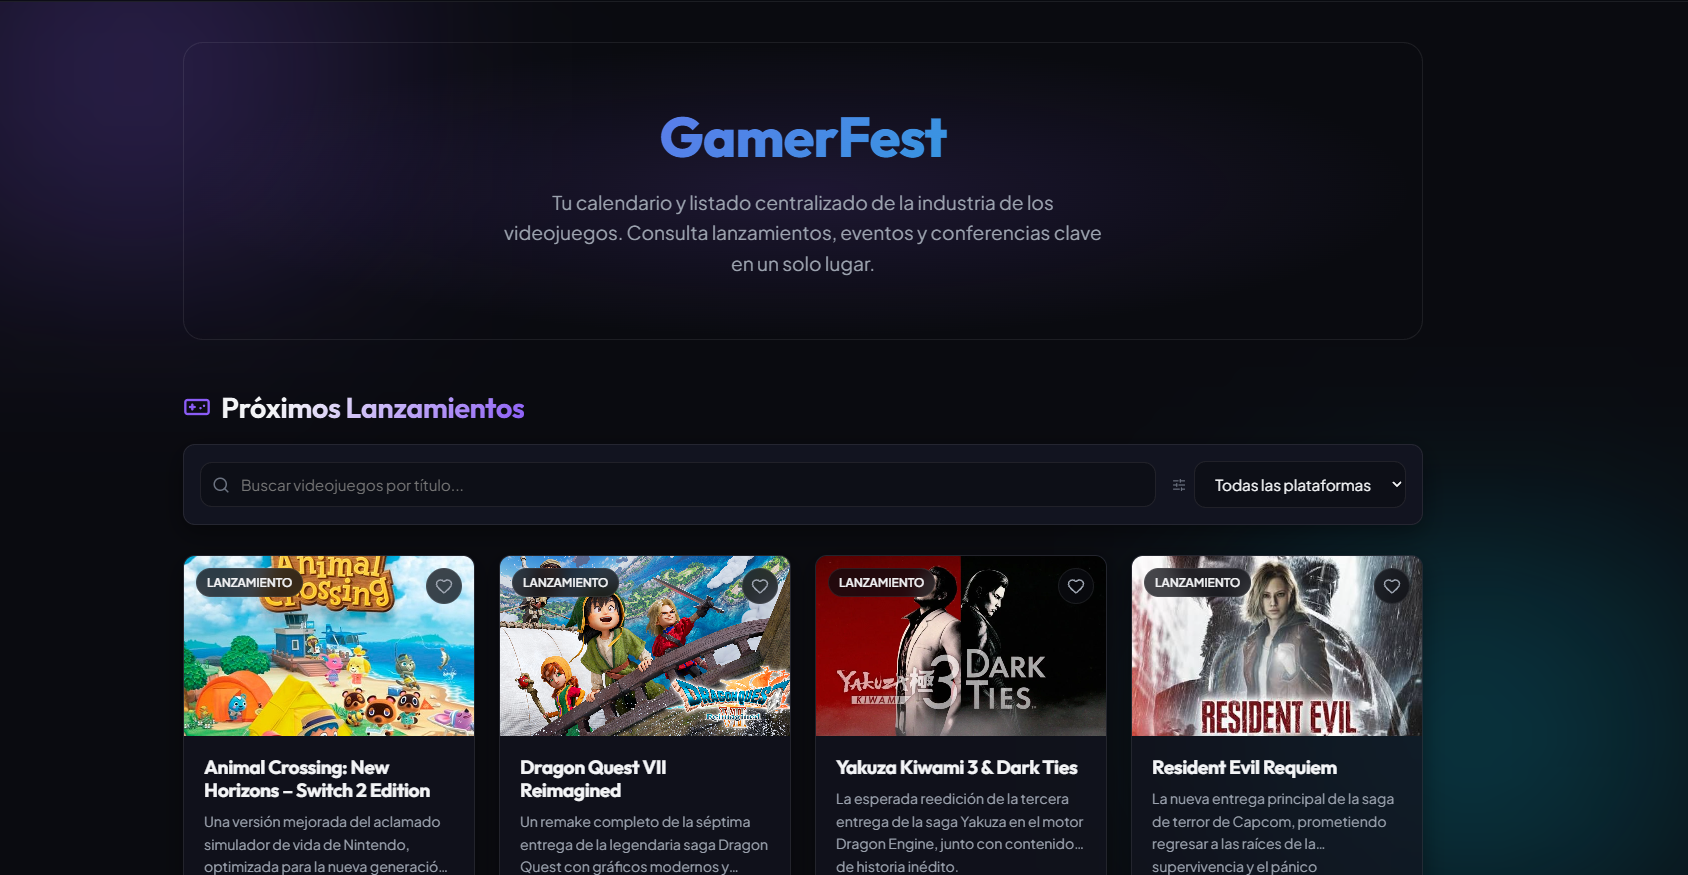 GamerFest
Tu calendario y listado centralizado de la industria de los
videojuegos. Consulta lanzamientos, eventos y conferencias clave
en un solo lugar.
Próximos Lanzamientos
Buscar videojuegos por título...
Todas las plataformas
LANZAMIENTO
Animal
Crossing
Animal Crossing: New
Horizons – Switch 2 Edition
Una versión mejorada del aclamado
simulador de vida de Nintendo,
optimizada para la nueva generació...
LANZAMIENTO
DRAGON QUEST
VII
Reimagined
Dragon Quest VII
Reimagined
Un remake completo de la séptima
entrega de la legendaria saga Dragon
Quest con gráficos modernos y...
LANZAMIENTO
YAKUZA 極 3 DARK
KIWAMI TIES
Yakuza Kiwami 3 & Dark Ties
La esperada reedición de la tercera
entrega de la saga Yakuza en el motor
Dragon Engine, junto con contenido...
de historia inédito.
LANZAMIENTO
RESIDENT EVIL
Resident Evil Requiem
La nueva entrega principal de la saga
de terror de Capcom, prometiendo
regresar a las raíces de la...
supervivencia y el pánico